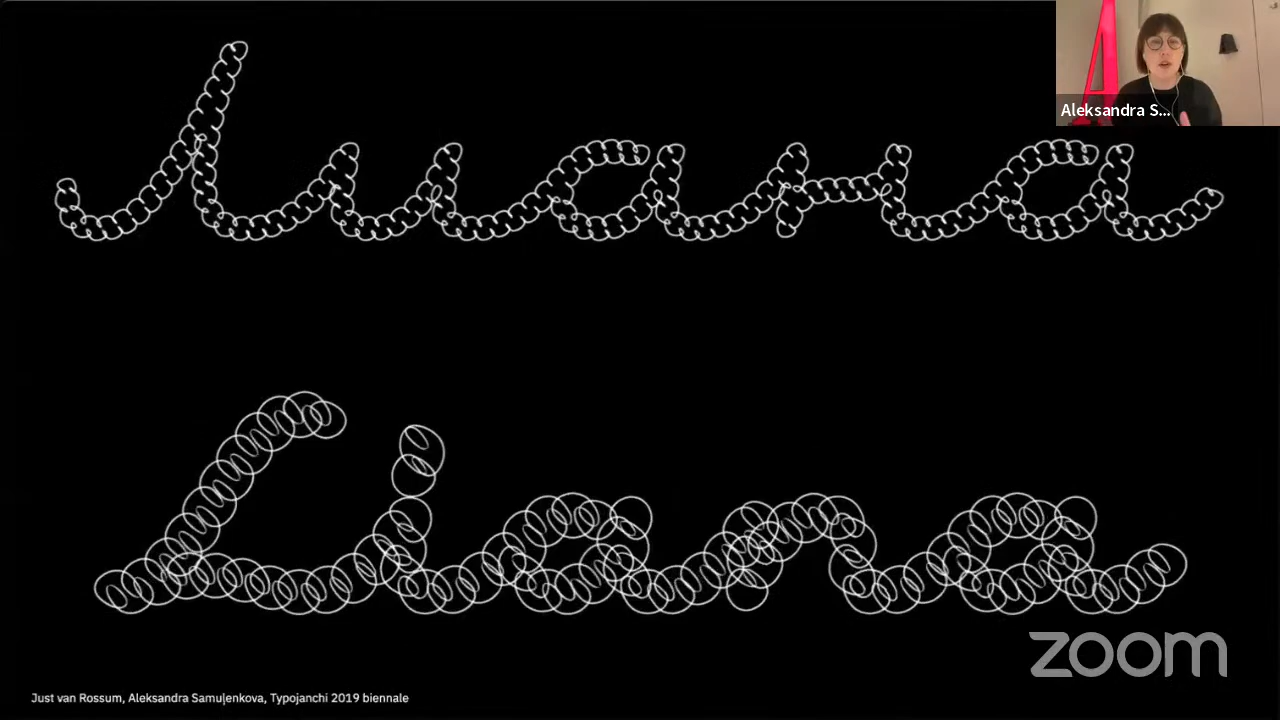 Aleksandra S...
Лиана
Liana
zoom
Just van Rossum, Aleksandra Samuļenkova, Typojanchi 2019 biennale